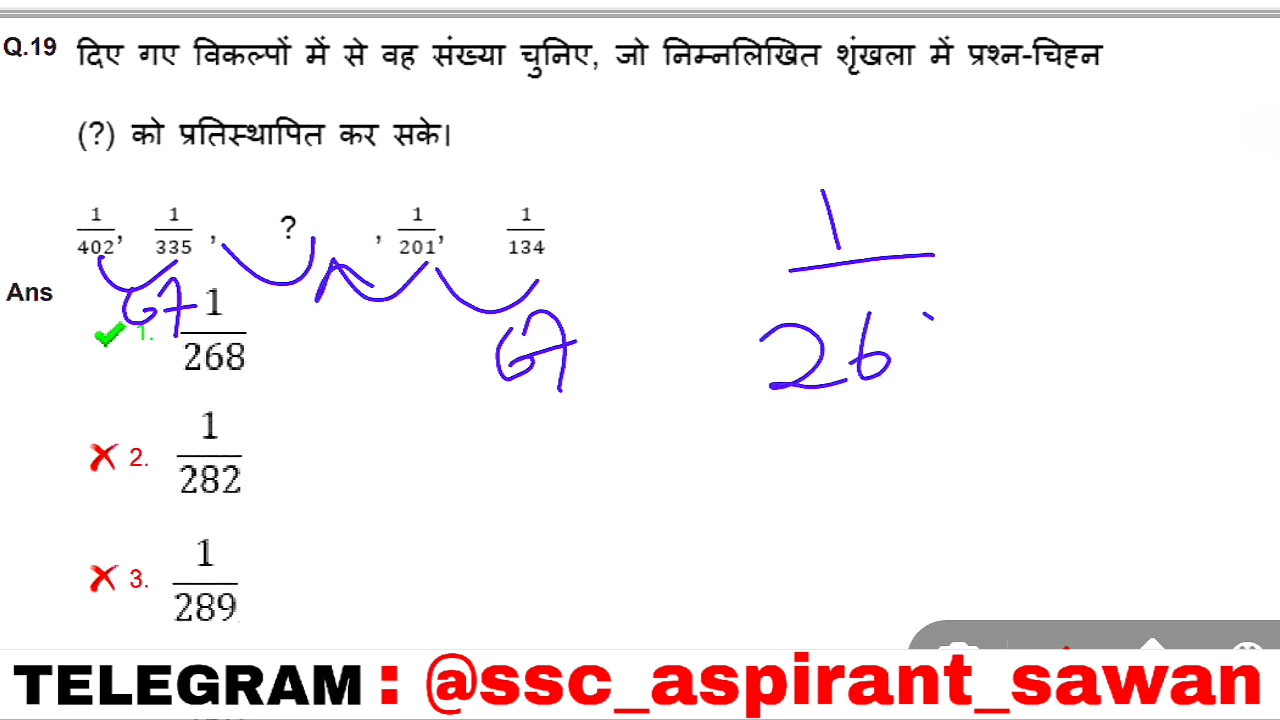 Q.19 दिए गए विकल्पों में से वह संख्या चुनिए, जो निम्नलिखित शृंखला में प्रश्न-चिह्न
(?) को प्रतिस्थापित कर सके।
1/402, 1/335, ?, 1/201, 1/134
67
67
1/26
Ans
1. 1/268
2. 1/282
3. 1/289
TELEGRAM : @ssc_aspirant_sawan